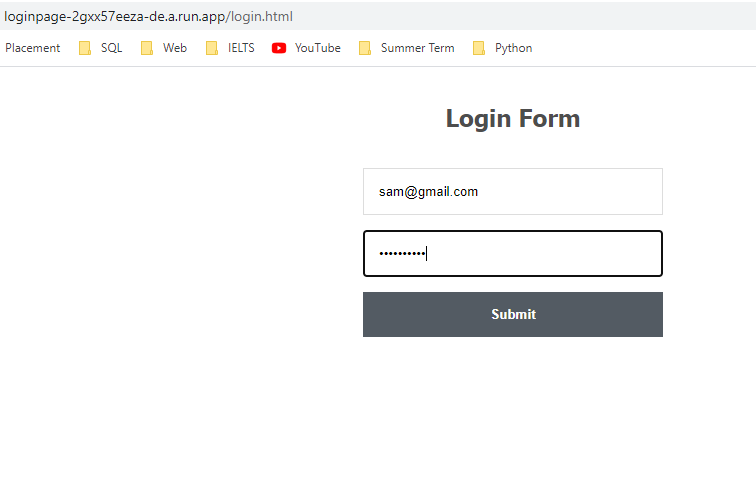 loginpage-2gxx57eeza-de.a.run.app/login.html
Placement SQL Web IELTS YouTube Summer Term Python
Login Form
sam@gmail.com
••••••••••
Submit